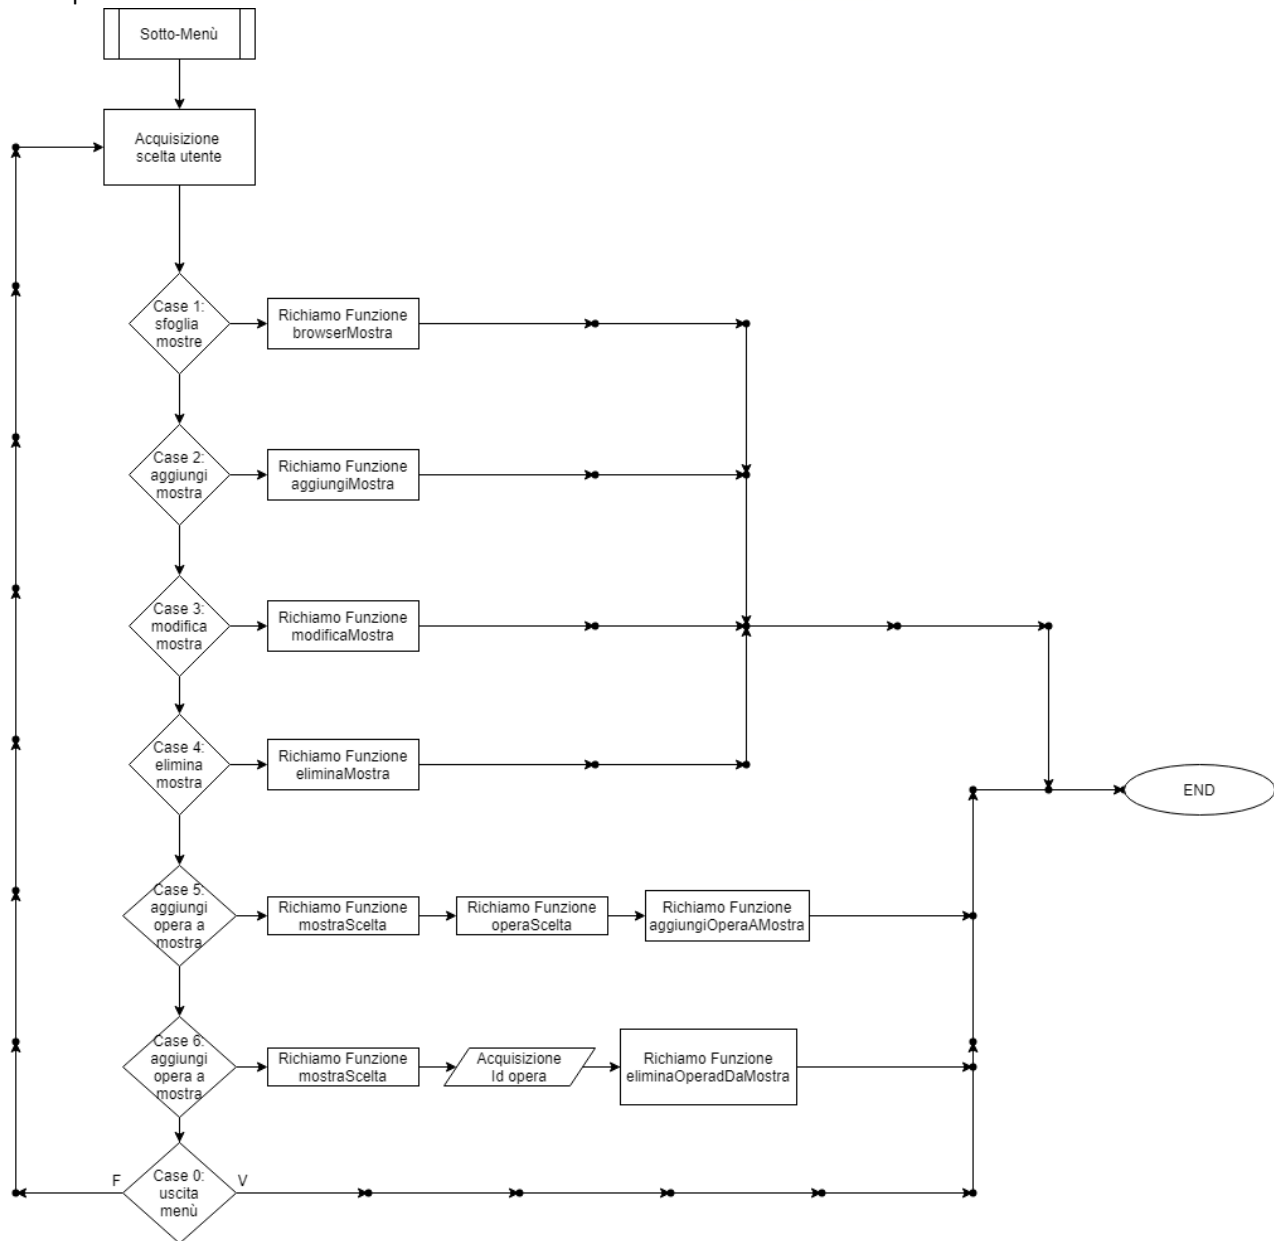 Sotto-Menù
Acquisizione
scelta utente
Case 1:
sfoglia
mostre
Richiamo Funzione
browserMostra
Case 2:
aggiungi
mostra
Richiamo Funzione
aggiungiMostra
Case 3:
modifica
mostra
Richiamo Funzione
modificaMostra
Case 4:
elimina
mostra
Richiamo Funzione
eliminaMostra
END
Case 5:
aggiungi
opera a
mostra
Richiamo Funzione
mostraScelta
Richiamo Funzione
operaScelta
Richiamo Funzione
aggiungiOperaAMostra
Case 6:
aggiungi
opera a
mostra
Richiamo Funzione
mostraScelta
Acquisizione
Id opera
Richiamo Funzione
eliminaOperadDaMostra
F
Case 0:
uscita
menù
V